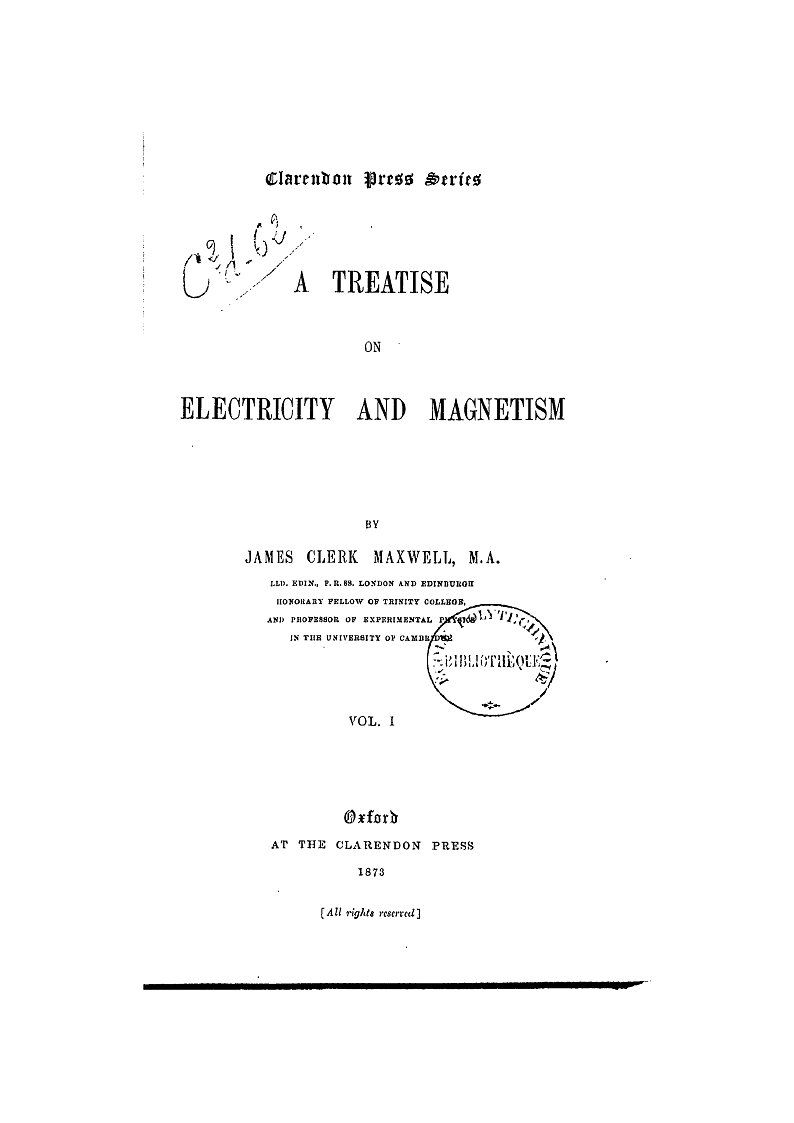 Clarendon Press Series
C²d-62.
A TREATISE
ON
ELECTRICITY AND MAGNETISM
BY
JAMES CLERK MAXWELL, M.A.
LLD. EDIN., F.R.SS. LONDON AND EDINBURGH
HONORARY FELLOW OF TRINITY COLLEGE,
AND PROFESSOR OF EXPERIMENTAL PHYSICS
IN THE UNIVERSITY OF CAMBRIDGE
ECOLE POLYTECHNIQUE
BIBLIOTHÈQUE
VOL. I
Oxford
AT THE CLARENDON PRESS
1873
[All rights reserved]